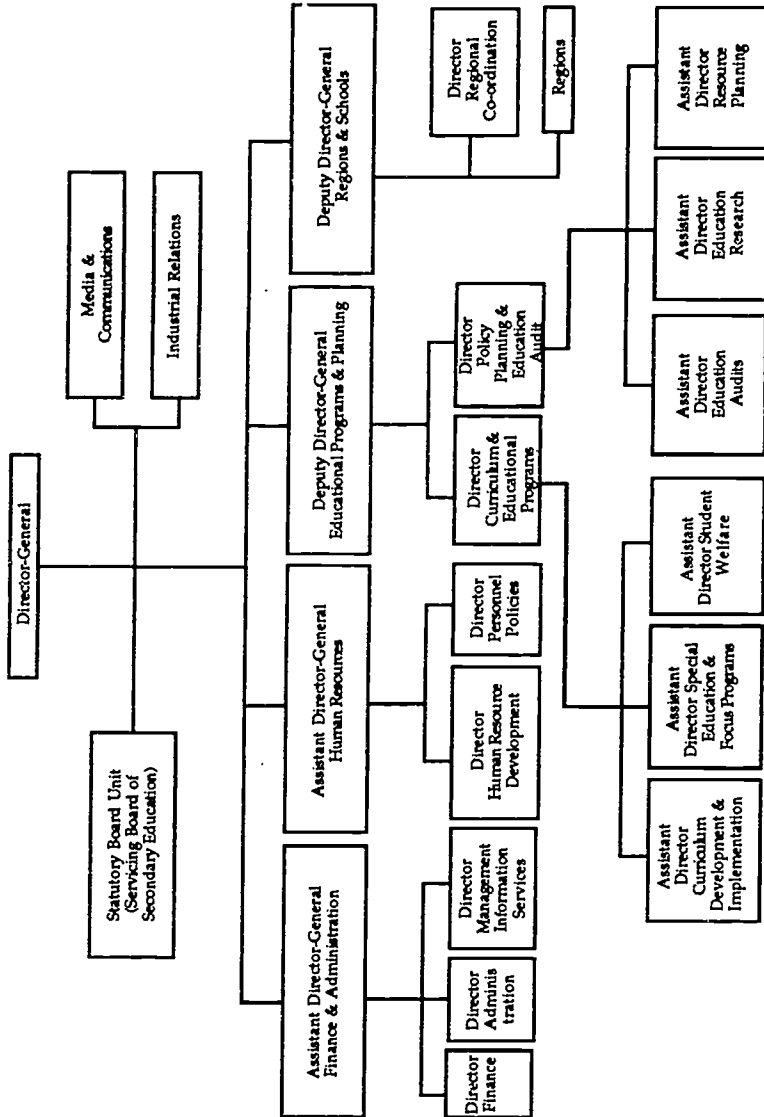 Director-General
Statutory Board Unit
(Servicing Board of
Secondary Education)
Media &
Communications
Industrial Relations
Assistant Director-General
Finance & Administration
Assistant Director-General
Human Resources
Deputy Director-General
Educational Programs & Planning
Deputy Director-General
Regions & Schools
Director
Finance
Director
Adminis
tration
Director
Management
Information
Services
Director
Human Resource
Development
Director
Personnel
Policies
Director
Curriculum &
Educational
Programs
Director
Policy
Planning &
Education
Audit
Director
Regional
Co-ordination
Regions
Assistant
Director
Curriculum
Development &
Implementation
Assistant
Director Special
Education &
Focus Programs
Assistant
Director Student
Welfare
Assistant
Director
Education
Audits
Assistant
Director
Education
Research
Assistant
Director
Resource
Planning